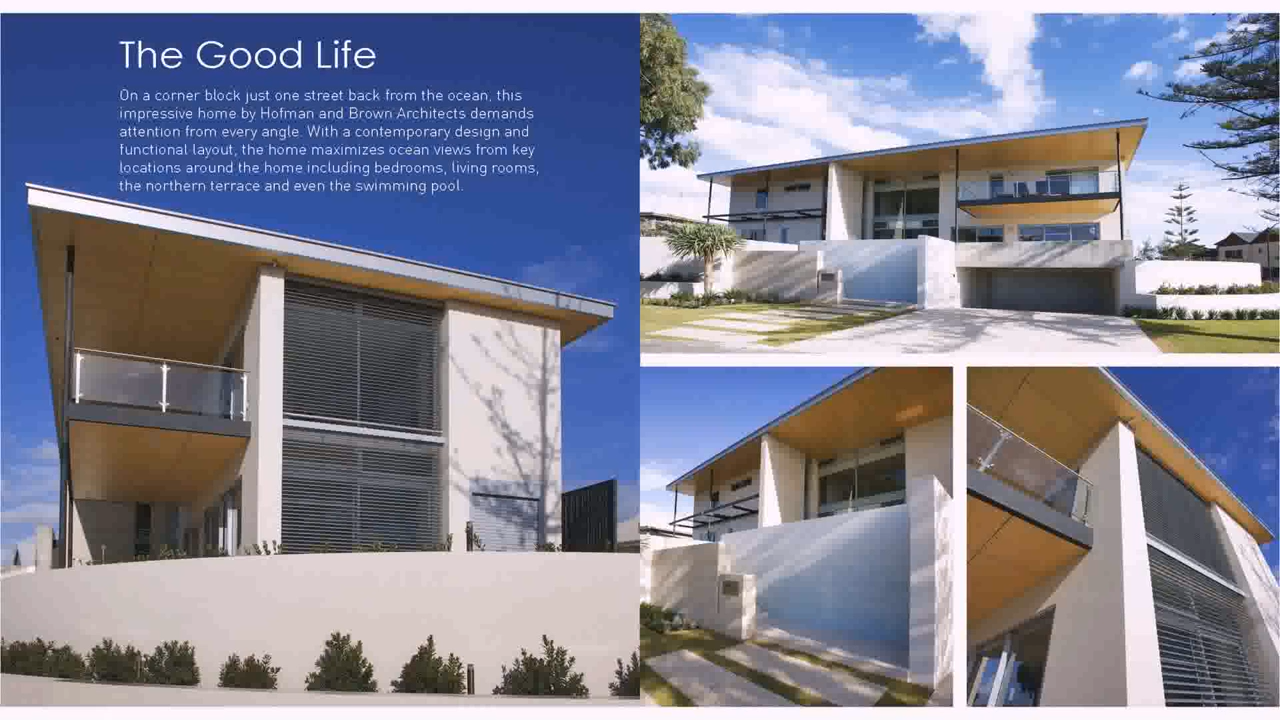 The Good Life
On a corner block just one street back from the ocean, this
impressive home by Hofman and Brown Architects demands
attention from every angle. With a contemporary design and
functional layout, the home maximizes ocean views from key
locations around the home including bedrooms, living rooms,
the northern terrace and even the swimming pool.